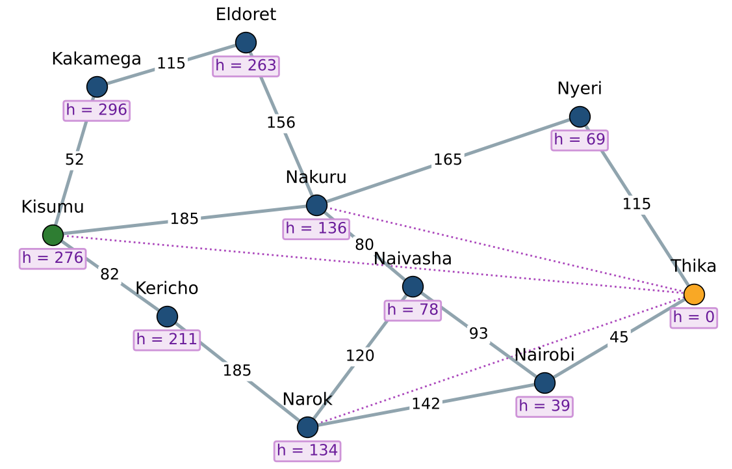 Eldoret
h = 263
Kakamega
h = 296
115
156
52
Nyeri
h = 69
165
115
Nakuru
h = 136
Kisumu
h = 276
185
80
Naivasha
h = 78
82
Kericho
h = 211
Thika
h = 0
93
45
120
185
Nairobi
h = 39
Narok
h = 134
142